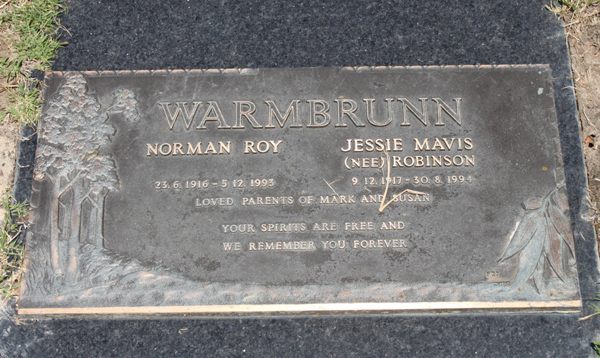 WARMBRUNN
NORMAN ROY
JESSIE MAVIS
(NEE) ROBINSON
23. 6. 1916 - 5. 12. 1993
9. 12. 1917 - 30. 8. 1994
LOVED PARENTS OF MARK AND SUSAN
YOUR SPIRITS ARE FREE AND
WE REMEMBER YOU FOREVER